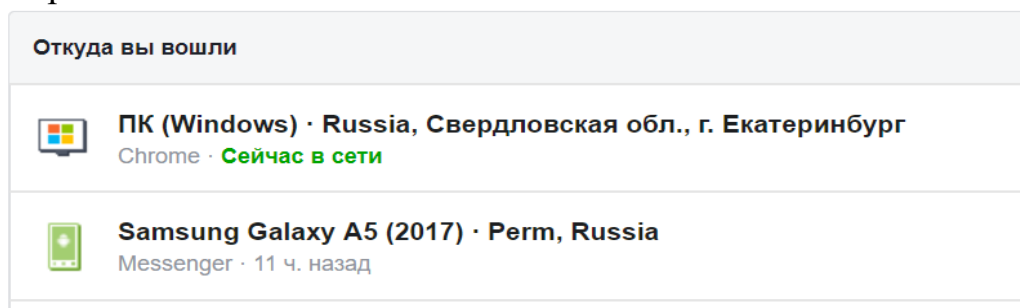 Откуда вы вошли
ПК (Windows) · Russia, Свердловская обл., г. Екатеринбург
Chrome · Сейчас в сети
Samsung Galaxy A5 (2017) · Perm, Russia
Messenger · 11 ч. назад